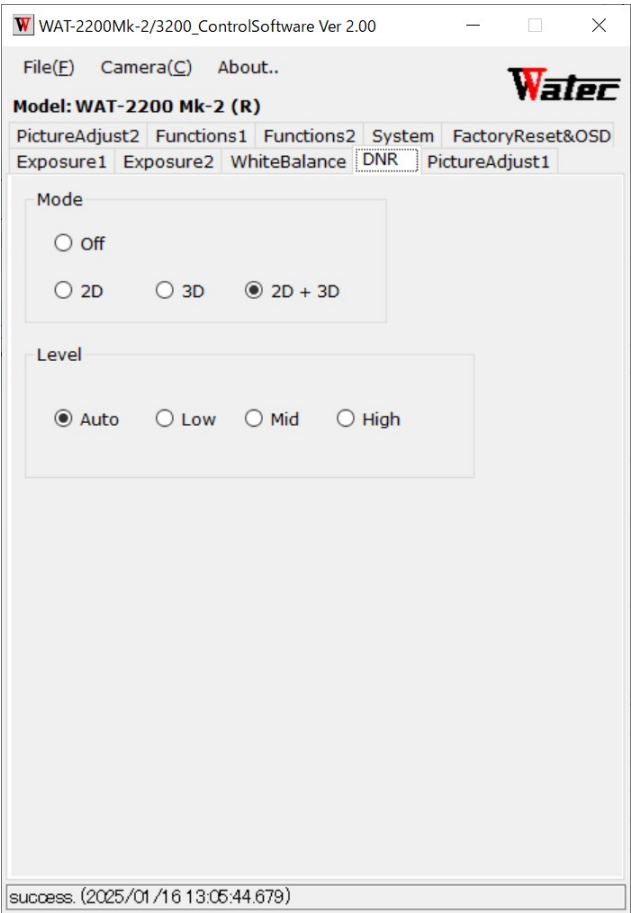 WAT-2200Mk-2/3200_ControlSoftware Ver 2.00
File(F) Camera(C) About..
Watec
Model: WAT-2200 Mk-2 (R)
PictureAdjust2 Functions1 Functions2 System FactoryReset&OSD
Exposure1 Exposure2 WhiteBalance DNR PictureAdjust1
Mode
Off
2D 3D 2D + 3D
Level
Auto Low Mid High
success. (2025/01/16 13:05:44.679)